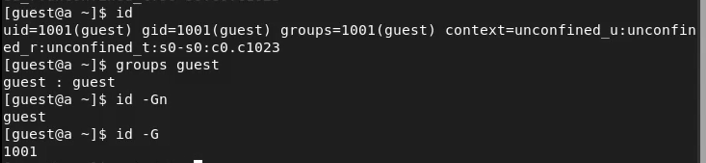 [guest@a ~]$ id
uid=1001(guest) gid=1001(guest) groups=1001(guest) context=unconfined_u:unconfin
ed_r:unconfined_t:s0-s0:c0.c1023
[guest@a ~]$ groups guest
guest : guest
[guest@a ~]$ id -Gn
guest
[guest@a ~]$ id -G
1001